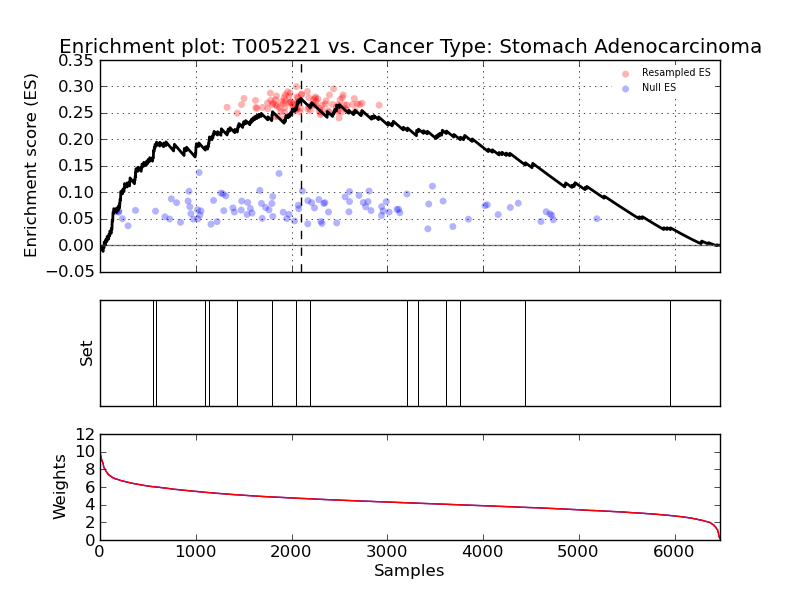 Enrichment plot: T005221 vs. Cancer Type: Stomach Adenocarcinoma
Enrichment score (ES)
0.35
0.30
0.25
0.20
0.15
0.10
0.05
0.00
−0.05
Resampled ES
Null ES
Set
Weights
12
10
8
6
4
2
0
0 1000 2000 3000 4000 5000 6000
Samples